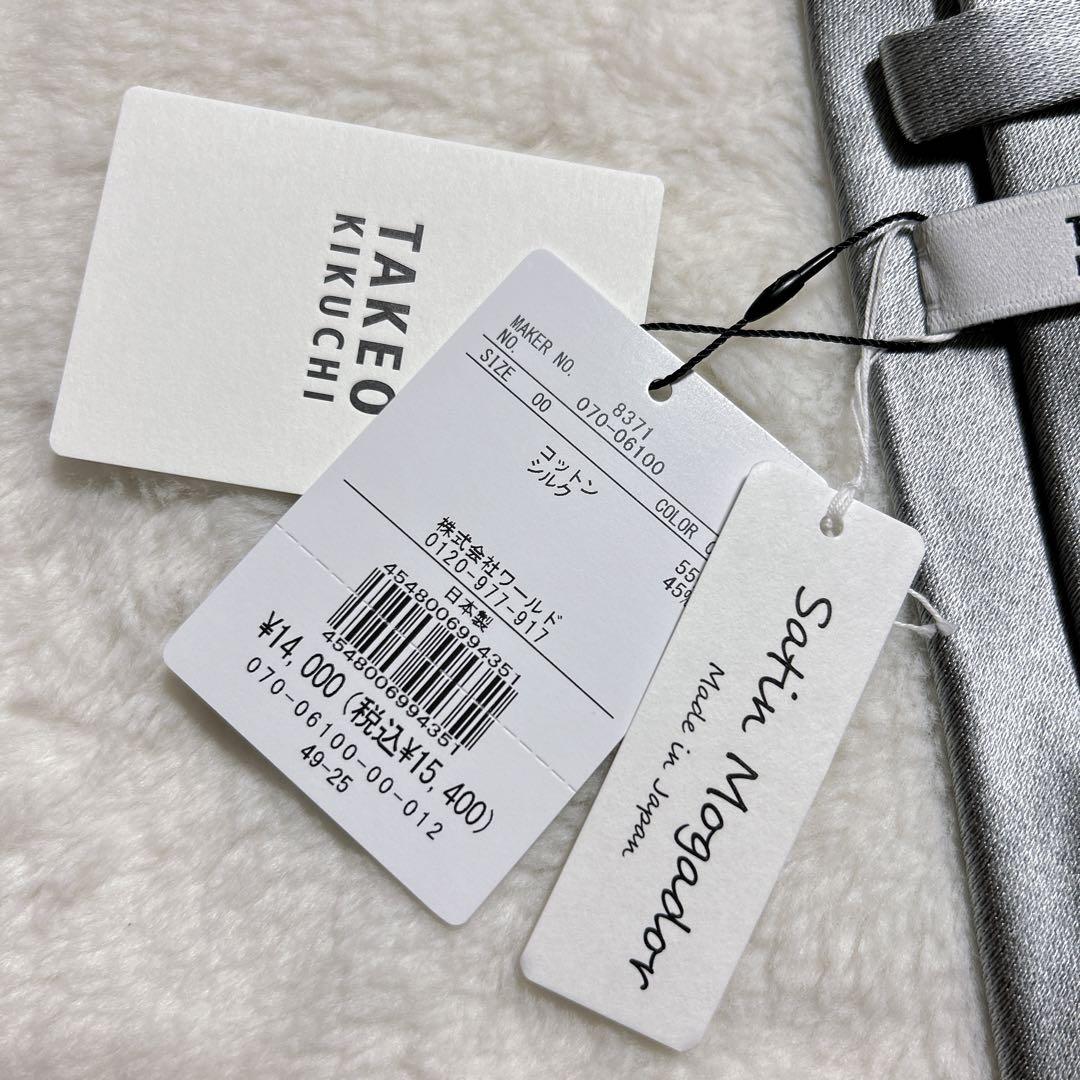 TAKEO
KIKUCHI
MAKER NO. 8371
NO. 070-06100
SIZE 00 COLOR
コットン 55
シルク 45%
株式会社ワールド
0120-977-917
日本製
4548006994351
4548006994351
¥14,000(税込¥15,400)
070-06100-00-012
49-25
Satin Mogador
Made in Japan